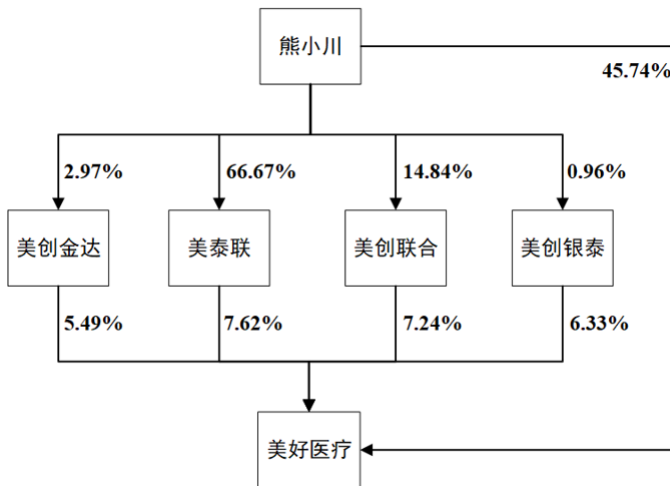 熊小川
45.74%
2.97%
66.67%
14.84%
0.96%
美创金达
美泰联
美创联合
美创银泰
5.49%
7.62%
7.24%
6.33%
美好医疗